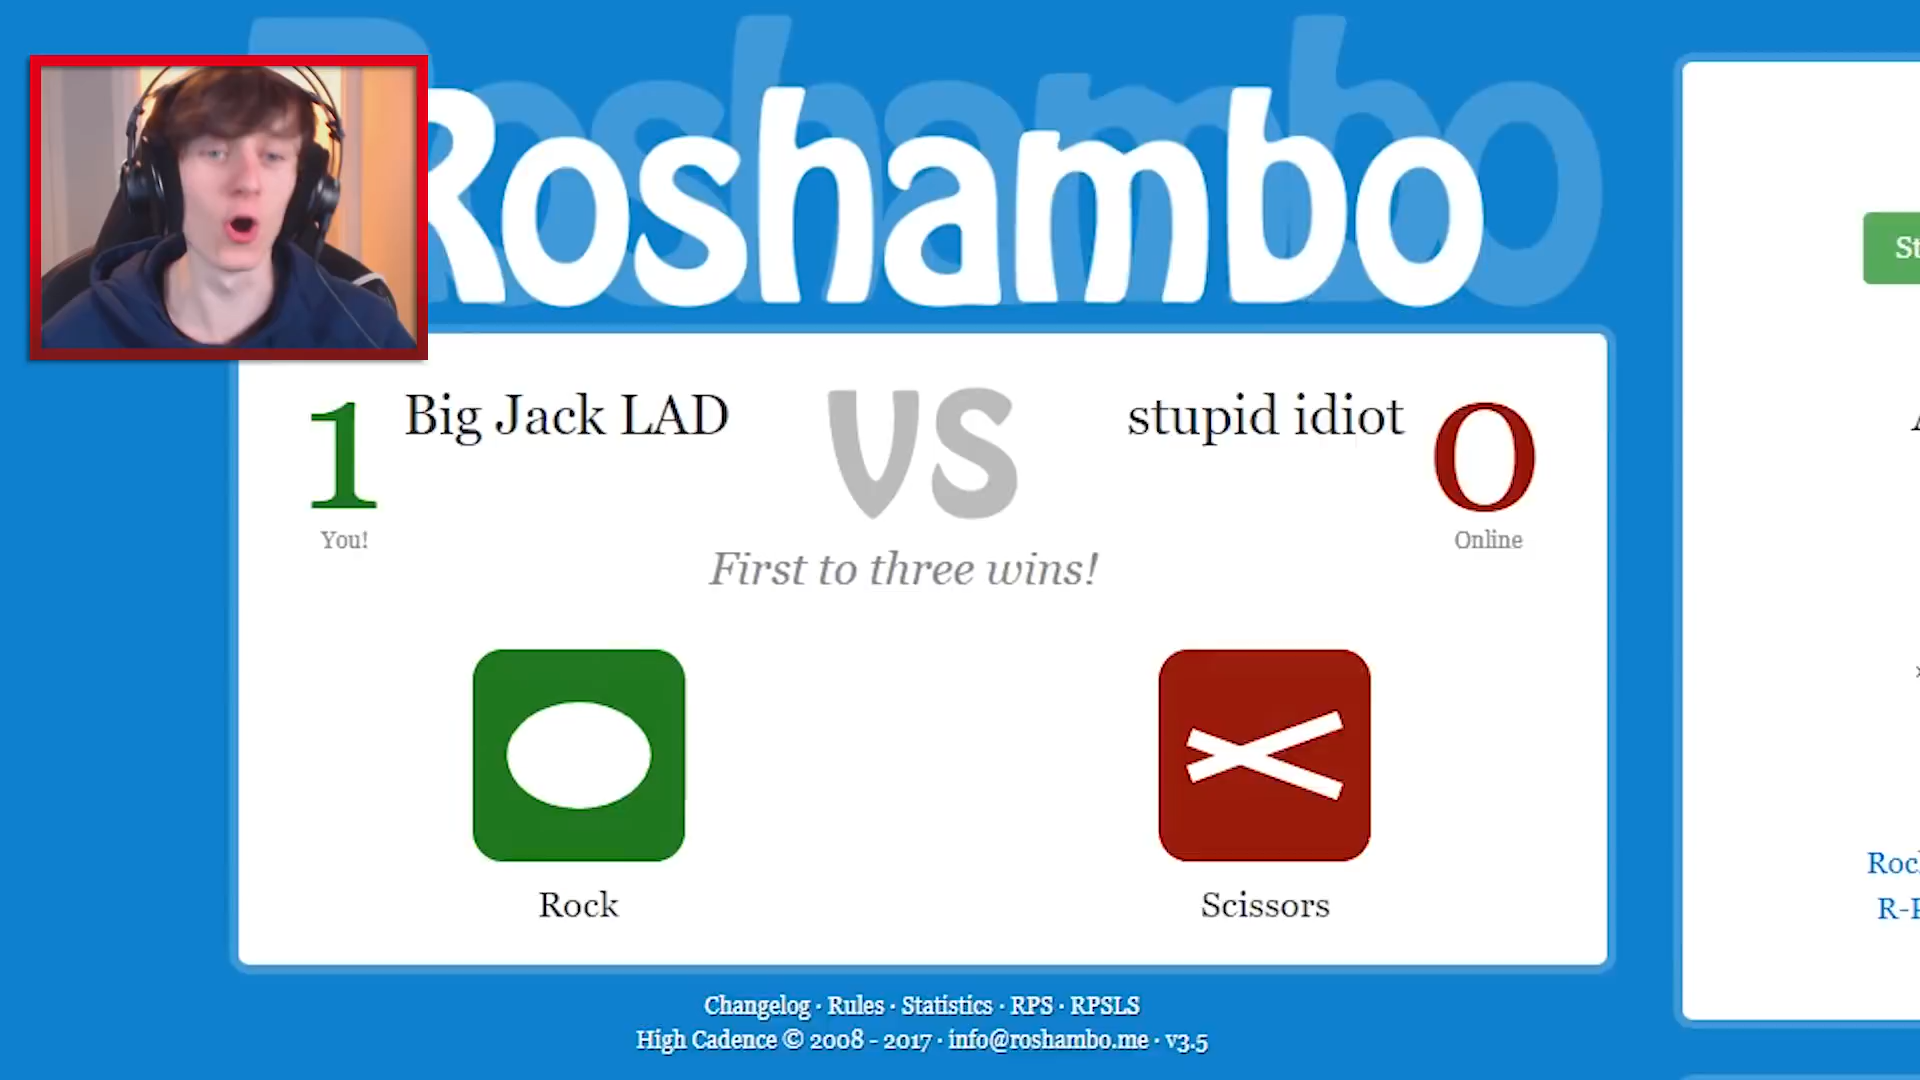 Roshambo
1 Big Jack LAD VS stupid idiot 0
You! Online
First to three wins!
Rock Scissors
Changelog · Rules · Statistics · RPS · RPSLS
High Cadence © 2008 - 2017 · info@roshambo.me · v3.5